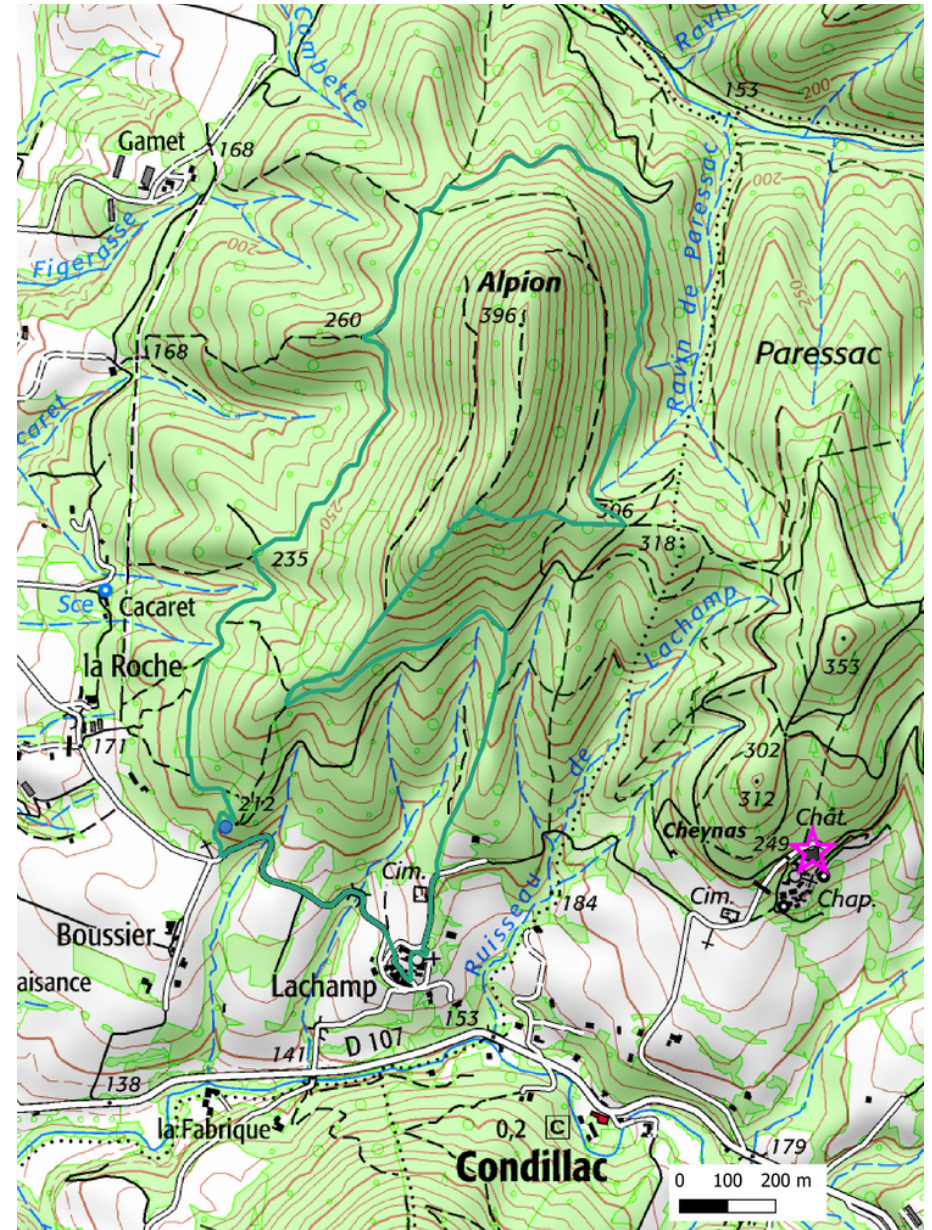 Combette
Ravin
153
200
Gamet
168
Ravin de Paressac
200
Figerasse
200
Alpion
250
396
260
168
Paressac
caret
250
306
318
235
Sce
Cacaret
Lachamp
la Roche
353
171
302
212
312
Chât.
Cheynas
249
Cim.
Ruisseau de
Cim.
Chap.
184
Boussier
aisance
Lachamp
153
D 107
141
138
la Fabrique
0,2 C
179
Condillac
0 100 200 m